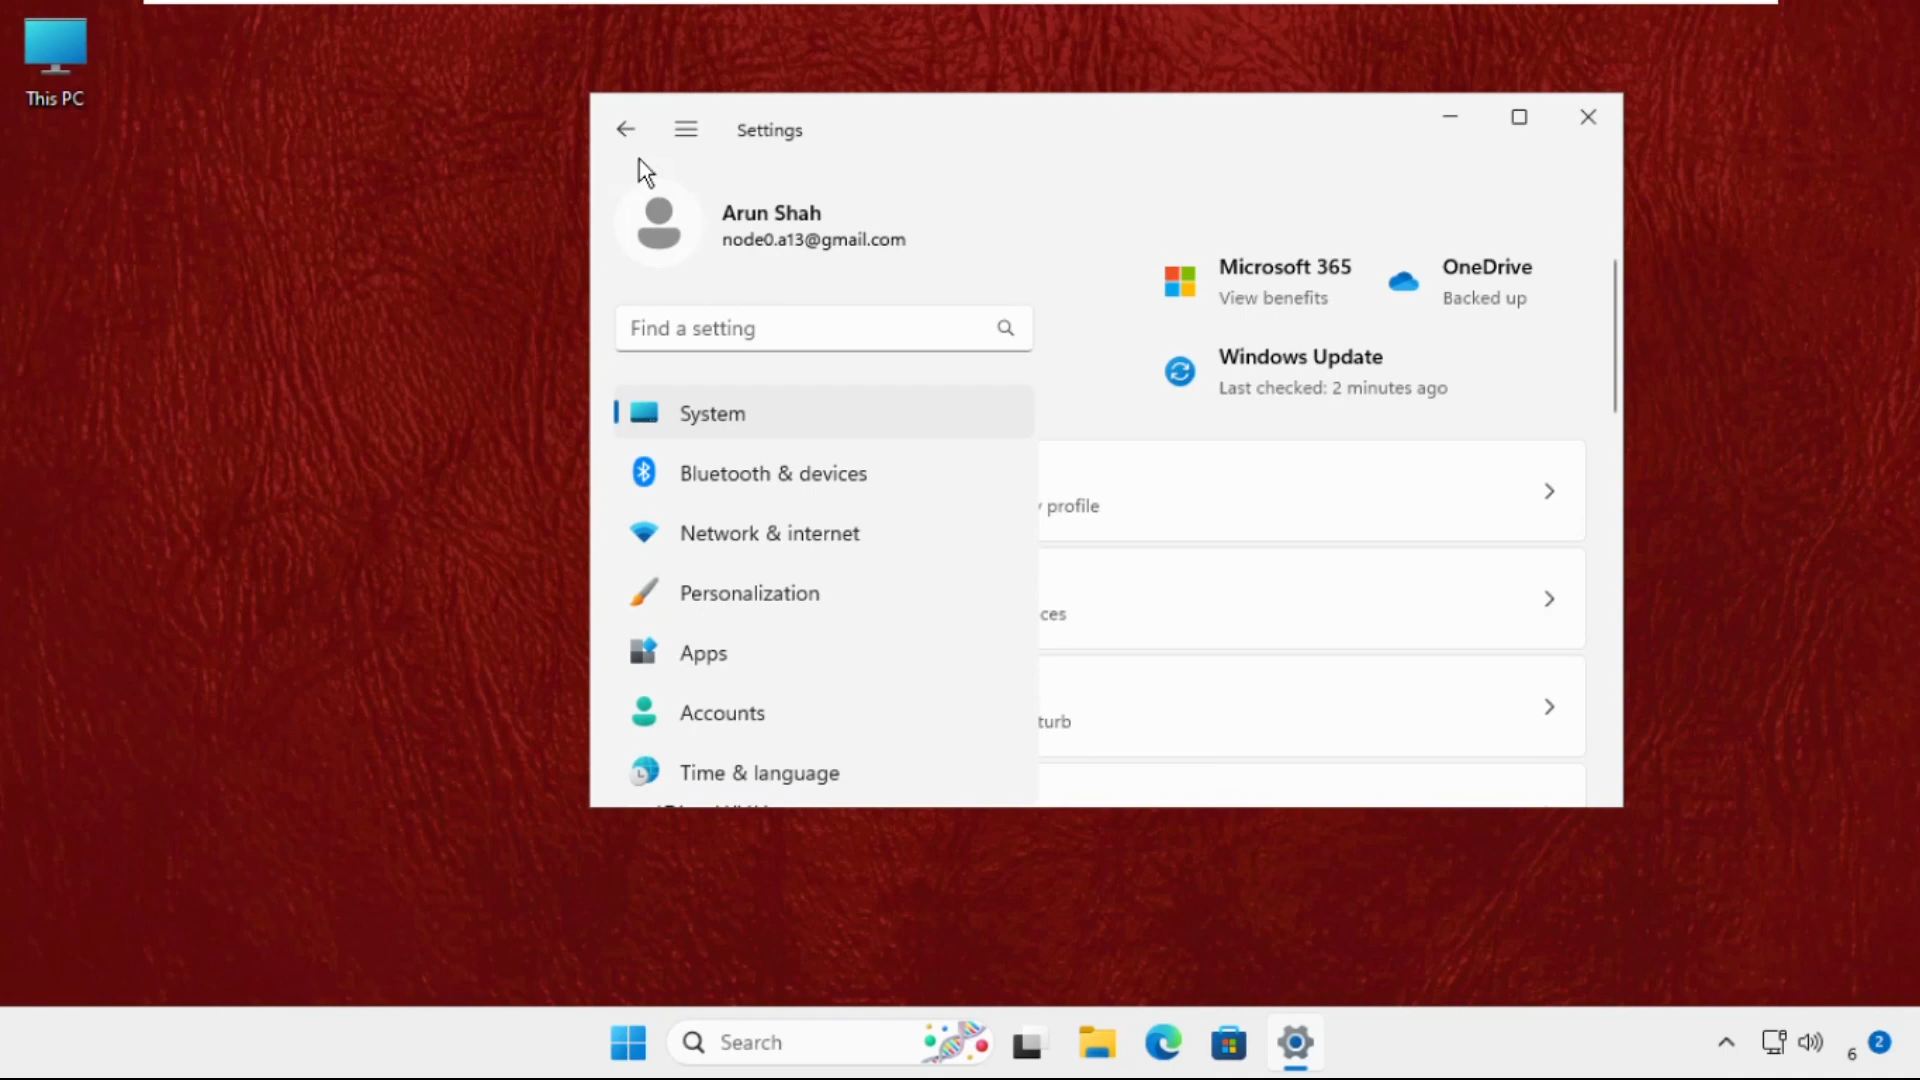 This PC
Settings
Arun Shah
node0.a13@gmail.com
Find a setting
System
Bluetooth & devices
Network & internet
Personalization
Apps
Accounts
Time & language
Microsoft 365
View benefits
OneDrive
Backed up
Windows Update
Last checked: 2 minutes ago
profile
ces
turb
Search
6
2